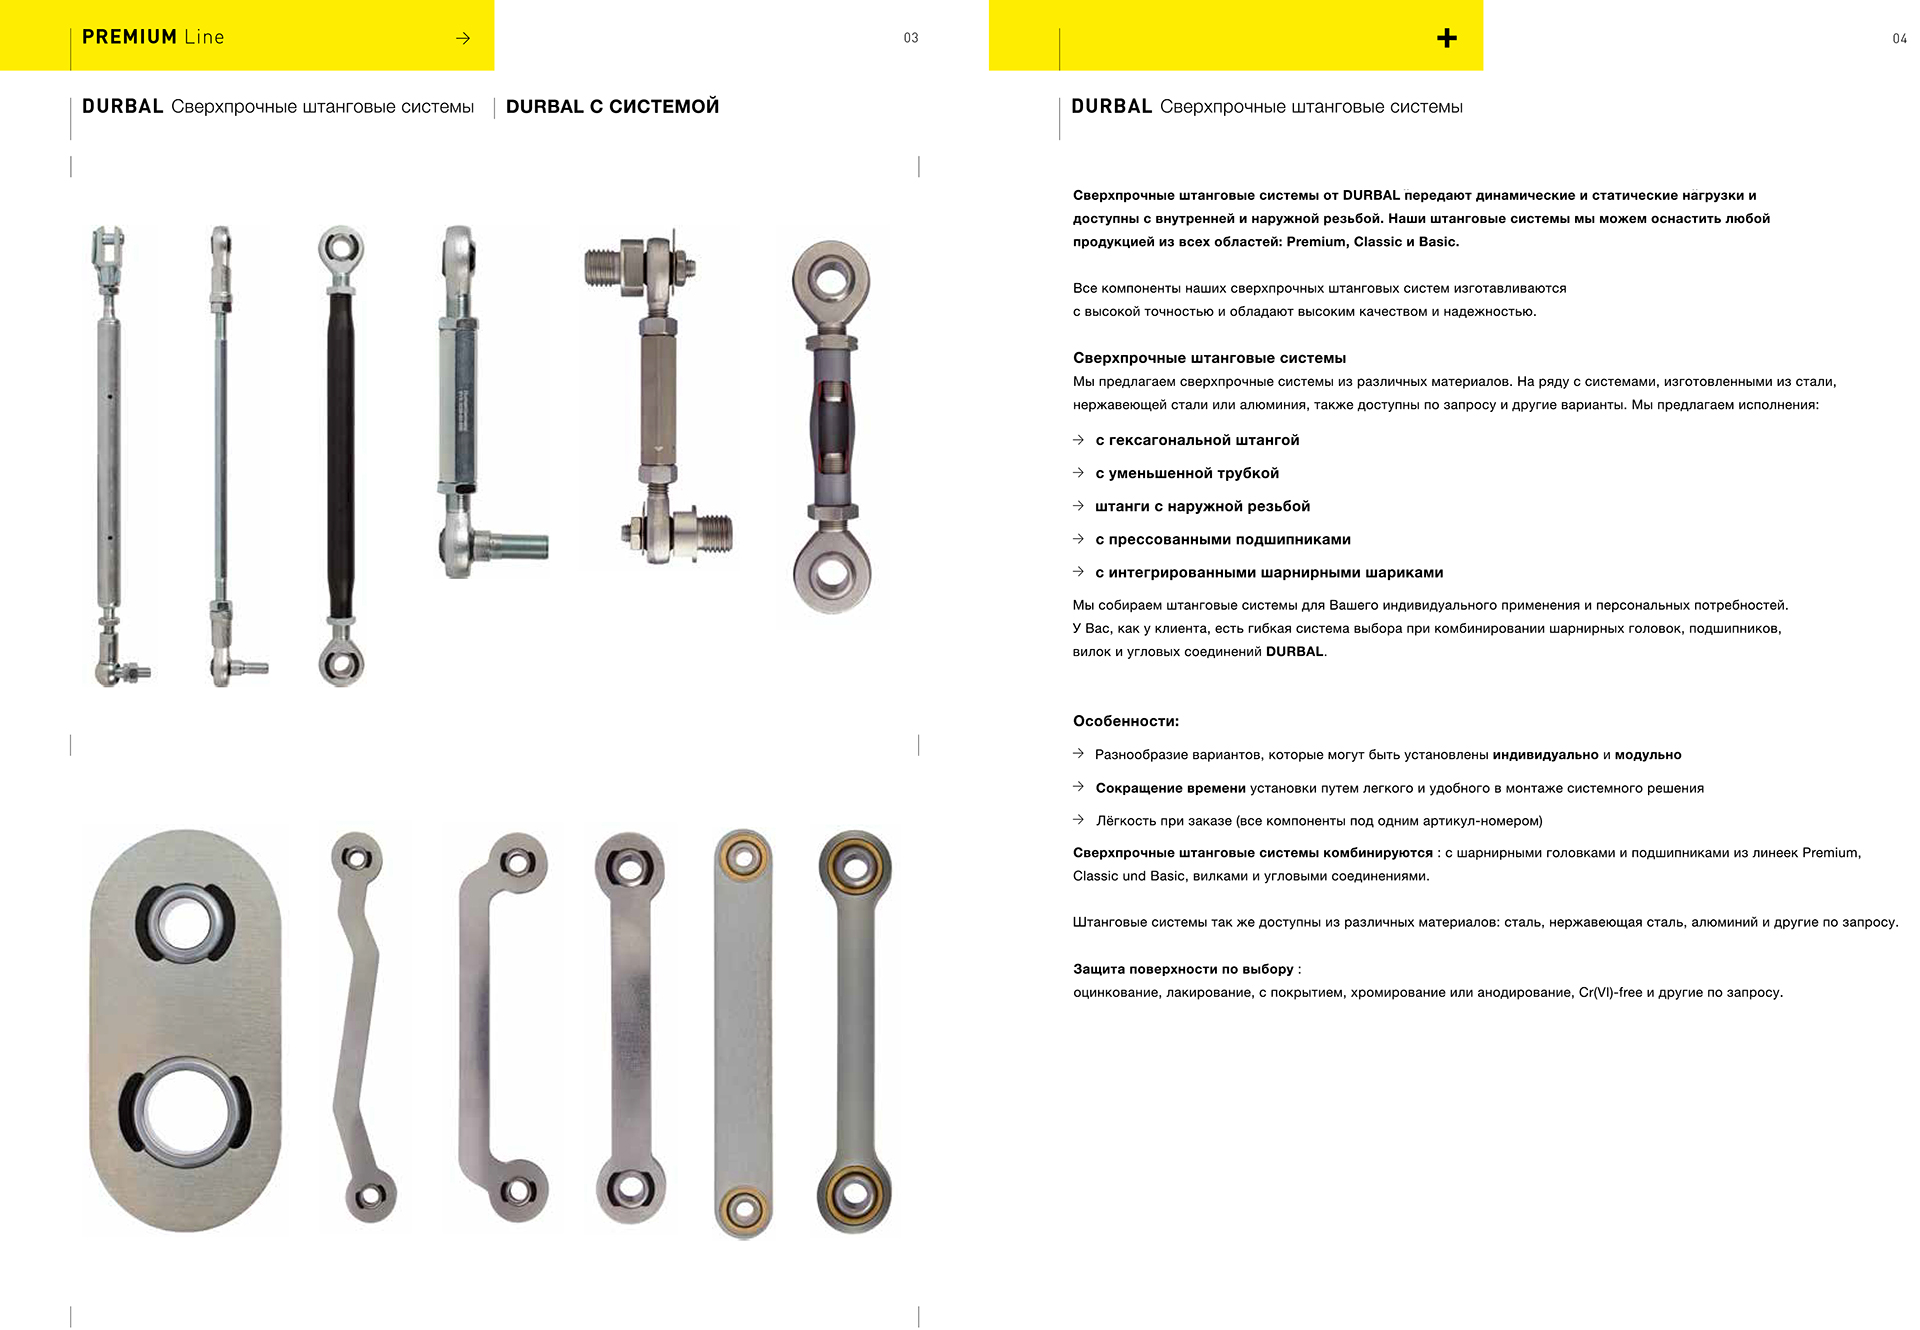 PREMIUM Line →
03
DURBAL Сверхпрочные штанговые системы
DURBAL С СИСТЕМОЙ
+
04
DURBAL Сверхпрочные штанговые системы
Сверхпрочные штанговые системы от DURBAL передают динамические и статические нагрузки и
доступны с внутренней и наружной резьбой. Наши штанговые системы мы можем оснастить любой
продукцией из всех областей: Premium, Classic и Basic.
Все компоненты наших сверхпрочных штанговых систем изготавливаются
с высокой точностью и обладают высоким качеством и надежностью.
Сверхпрочные штанговые системы
Мы предлагаем сверхпрочные системы из различных материалов. На ряду с системами, изготовленными из стали,
нержавеющей стали или алюминия, также доступны по запросу и другие варианты. Мы предлагаем исполнения:
→ с гексагональной штангой
→ с уменьшенной трубкой
→ штанги с наружной резьбой
→ с прессованными подшипниками
→ с интегрированными шарнирными шариками
Мы собираем штанговые системы для Вашего индивидуального применения и персональных потребностей.
У Вас, как у клиента, есть гибкая система выбора при комбинировании шарнирных головок, подшипников,
вилок и угловых соединений DURBAL.
Особенности:
→ Разнообразие вариантов, которые могут быть установлены индивидуально и модульно
→ Сокращение времени установки путем легкого и удобного в монтаже системного решения
→ Лёгкость при заказе (все компоненты под одним артикул-номером)
Сверхпрочные штанговые системы комбинируются : с шарнирными головками и подшипниками из линеек Premium,
Classic und Basic, вилками и угловыми соединениями.
Штанговые системы так же доступны из различных материалов: сталь, нержавеющая сталь, алюминий и другие по запросу.
Защита поверхности по выбору :
оцинкование, лакирование, с покрытием, хромирование или анодирование, Cr(VI)-free и другие по запросу.